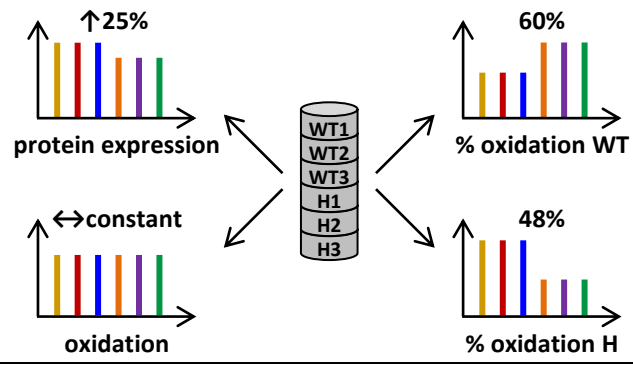 ↑25%
protein expression
WT1
WT2
WT3
H1
H2
H3
60%
% oxidation WT
↔constant
oxidation
48%
% oxidation H